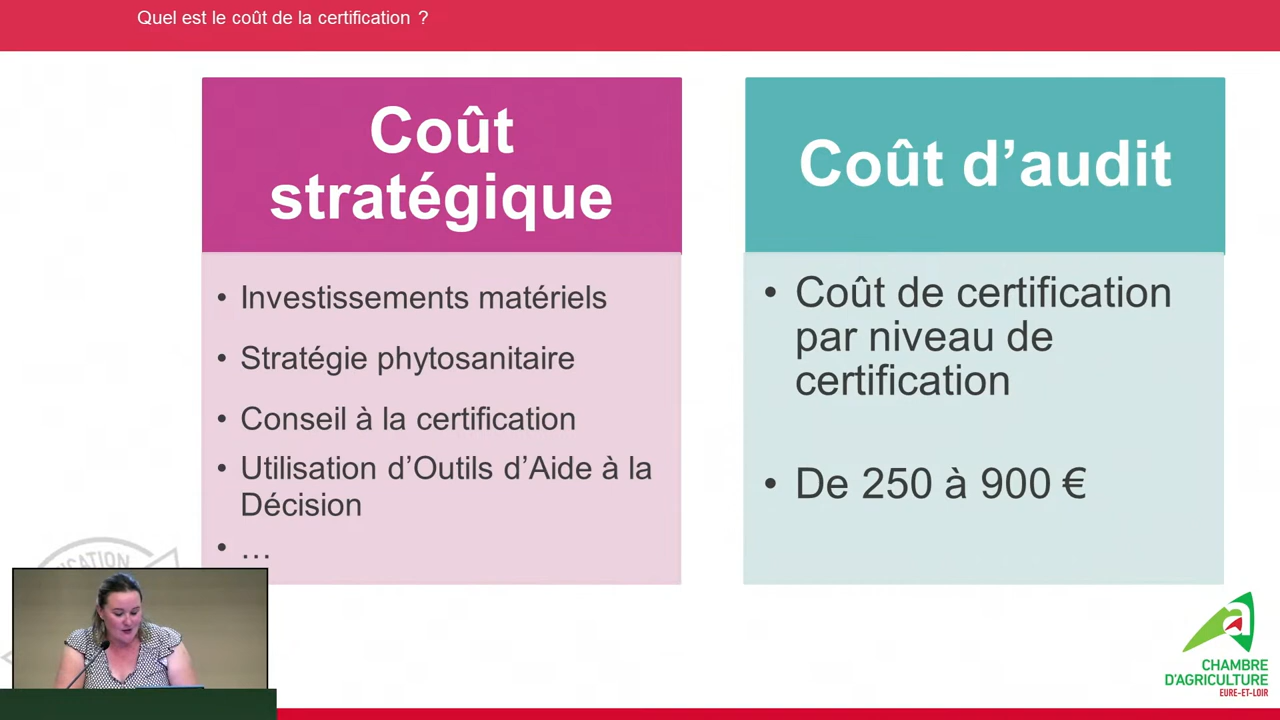 Quel est le coût de la certification ?
Coût
stratégique
• Investissements matériels
• Stratégie phytosanitaire
• Conseil à la certification
• Utilisation d’Outils d’Aide à la
Décision
• …
Coût d’audit
• Coût de certification
par niveau de
certification
• De 250 à 900 €
CHAMBRE
D'AGRICULTURE
EURE-ET-LOIR